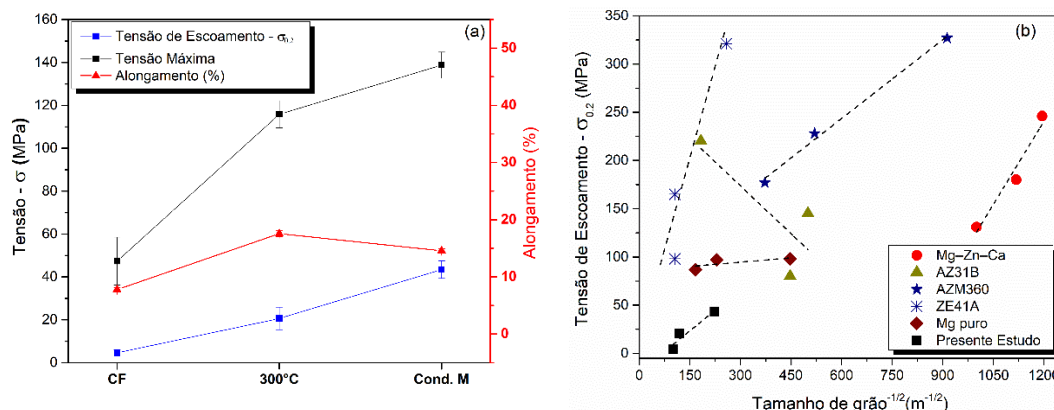 (a)
Tensão de Escoamento - σ0.2
Tensão Máxima
Alongamento (%)
Tensão - σ (MPa)
160
140
120
100
80
60
40
20
0
Alongamento (%)
50
40
30
20
10
0
CF 300°C Cond. M
(b)
Tensão de Escoamento - σ0.2 (MPa)
350
300
250
200
150
100
50
0
Mg–Zn–Ca
AZ31B
AZM360
ZE41A
Mg puro
Presente Estudo
0 150 300 450 600 750 900 1050 1200
Tamanho de grão-1/2(m-1/2)